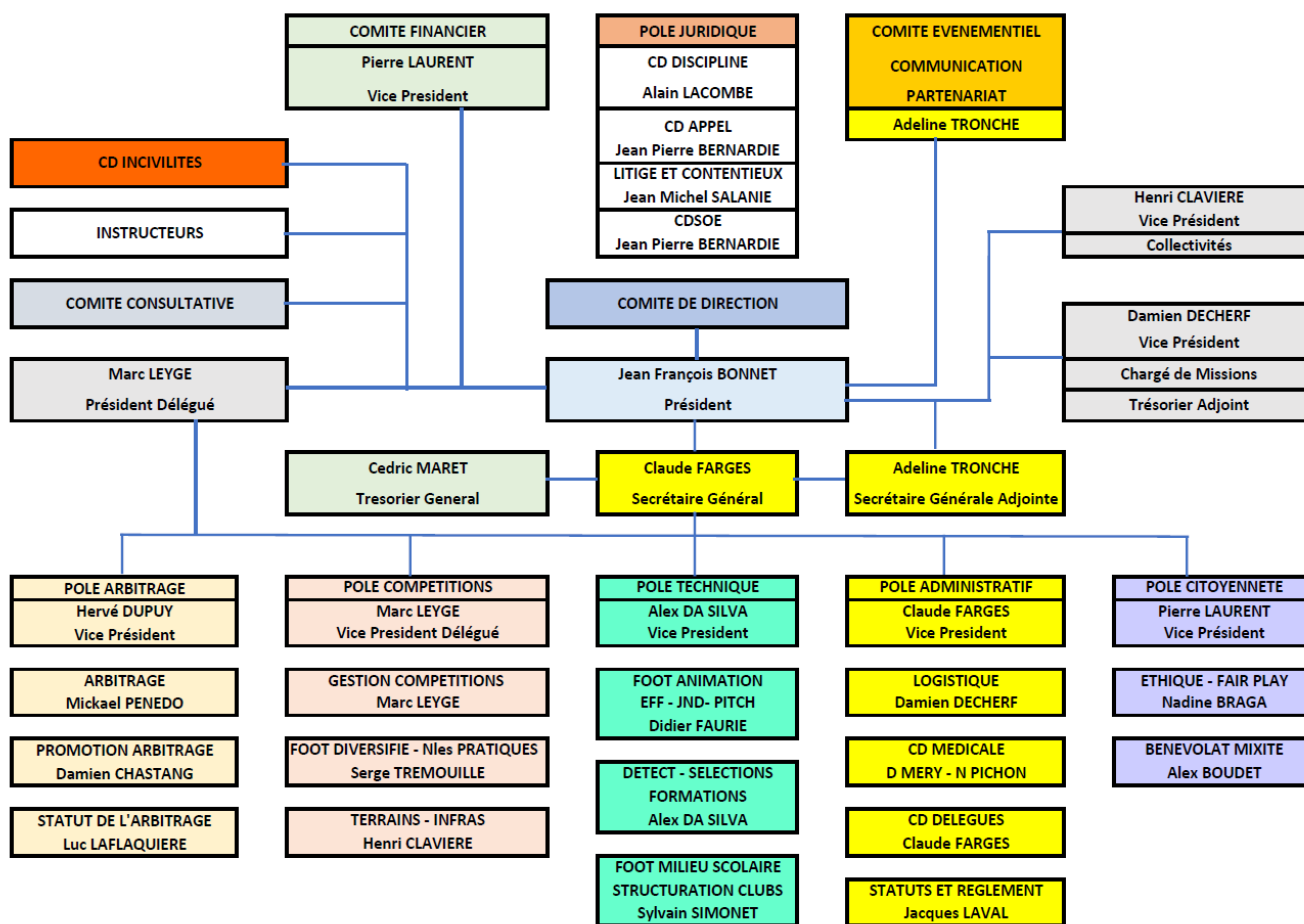 COMITE FINANCIER
Pierre LAURENT
Vice President
POLE JURIDIQUE
CD DISCIPLINE
Alain LACOMBE
CD APPEL
Jean Pierre BERNARDIE
LITIGE ET CONTENTIEUX
Jean Michel SALANIE
CDSOE
Jean Pierre BERNARDIE
COMITE EVENEMENTIEL
COMMUNICATION
PARTENARIAT
Adeline TRONCHE
CD INCIVILITES
INSTRUCTEURS
COMITE CONSULTATIVE
Henri CLAVIERE
Vice Président
Collectivités
COMITE DE DIRECTION
Damien DECHERF
Vice Président
Chargé de Missions
Trésorier Adjoint
Marc LEYGE
Président Délégué
Jean François BONNET
Président
Cedric MARET
Tresorier General
Claude FARGES
Secrétaire Général
Adeline TRONCHE
Secrétaire Générale Adjointe
POLE ARBITRAGE
Hervé DUPUY
Vice Président
ARBITRAGE
Mickael PENEDO
PROMOTION ARBITRAGE
Damien CHASTANG
STATUT DE L'ARBITRAGE
Luc LAFLAQUIERE
POLE COMPETITIONS
Marc LEYGE
Vice President Délégué
GESTION COMPETITIONS
Marc LEYGE
FOOT DIVERSIFIE - Nles PRATIQUES
Serge TREMOUILLE
TERRAINS - INFRAS
Henri CLAVIERE
POLE TECHNIQUE
Alex DA SILVA
Vice President
FOOT ANIMATION
EFF - JND- PITCH
Didier FAURIE
DETECT - SELECTIONS
FORMATIONS
Alex DA SILVA
FOOT MILIEU SCOLAIRE
STRUCTURATION CLUBS
Sylvain SIMONET
POLE ADMINISTRATIF
Claude FARGES
Vice President
LOGISTIQUE
Damien DECHERF
CD MEDICALE
D MERY - N PICHON
CD DELEGUES
Claude FARGES
STATUTS ET REGLEMENT
Jacques LAVAL
POLE CITOYENNETE
Pierre LAURENT
Vice Président
ETHIQUE - FAIR PLAY
Nadine BRAGA
BENEVOLAT MIXITE
Alex BOUDET